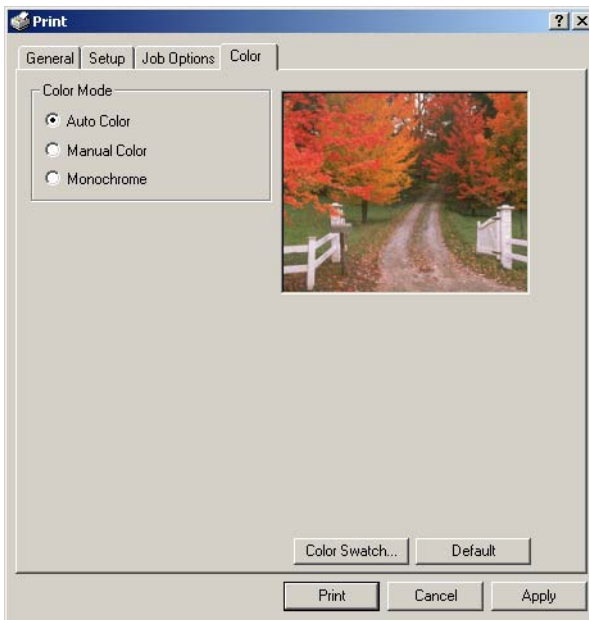 Print
General Setup Job Options Color
Color Mode
Auto Color
Manual Color
Monochrome
Color Swatch... Default
Print Cancel Apply